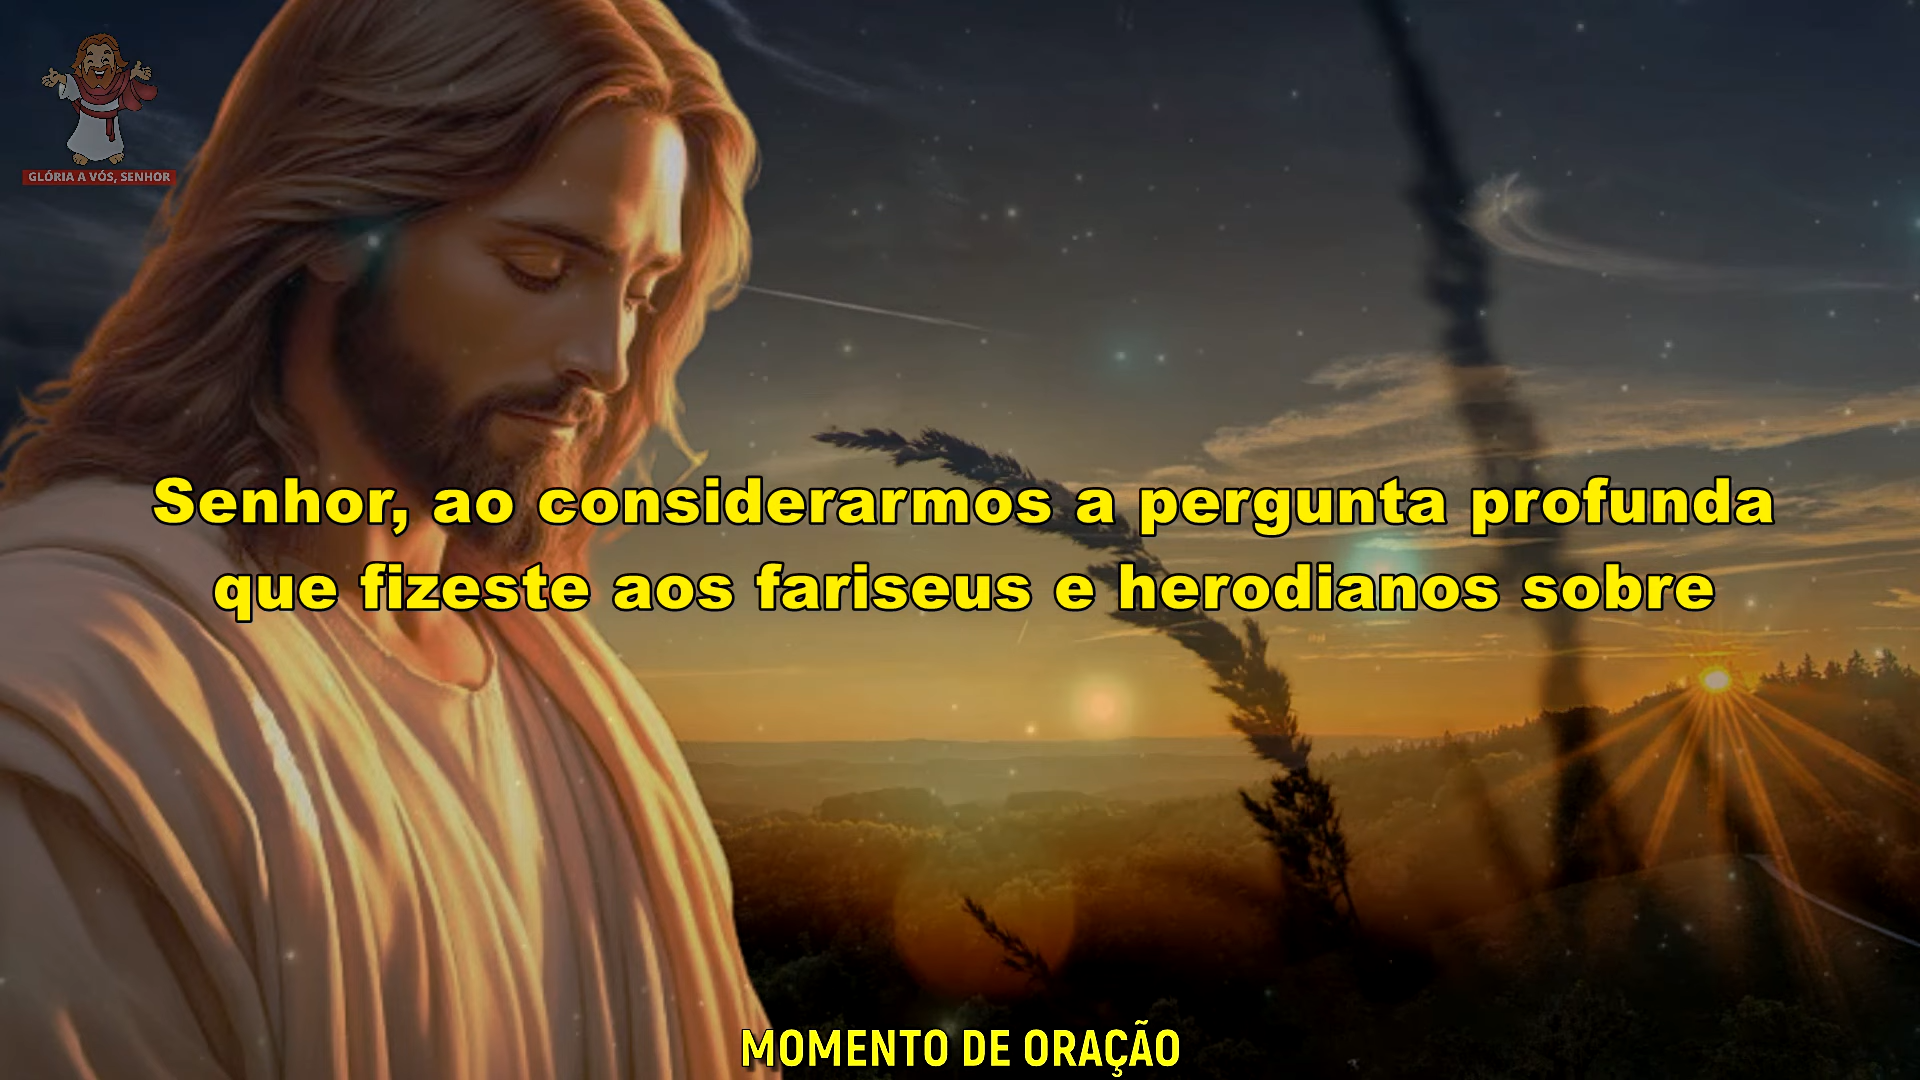 GLÓRIA A VÓS, SENHOR
Senhor, ao considerarmos a pergunta profunda
que fizeste aos fariseus e herodianos sobre
MOMENTO DE ORAÇÃO